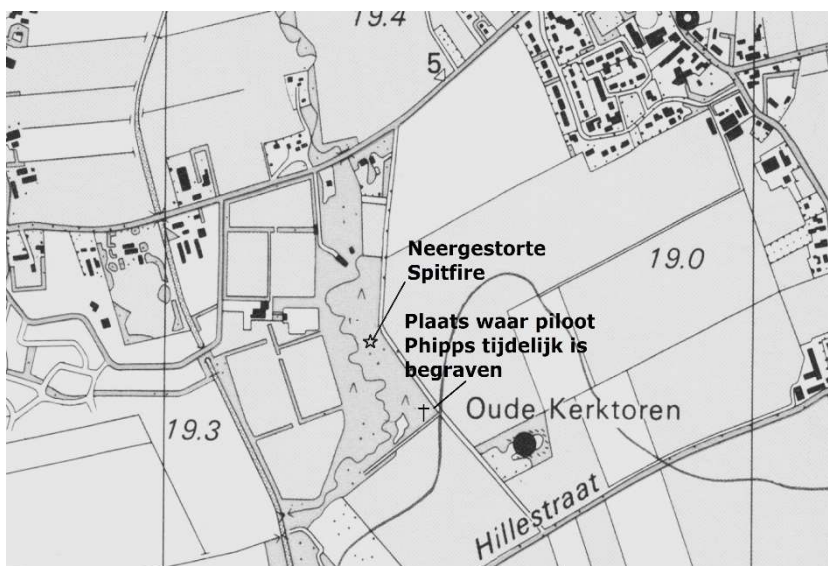 19.4
5
Neergestorte
Spitfire
19.0
Plaats waar piloot
Phipps tijdelijk is
begraven
Oude Kerktoren
19.3
Hillestraat